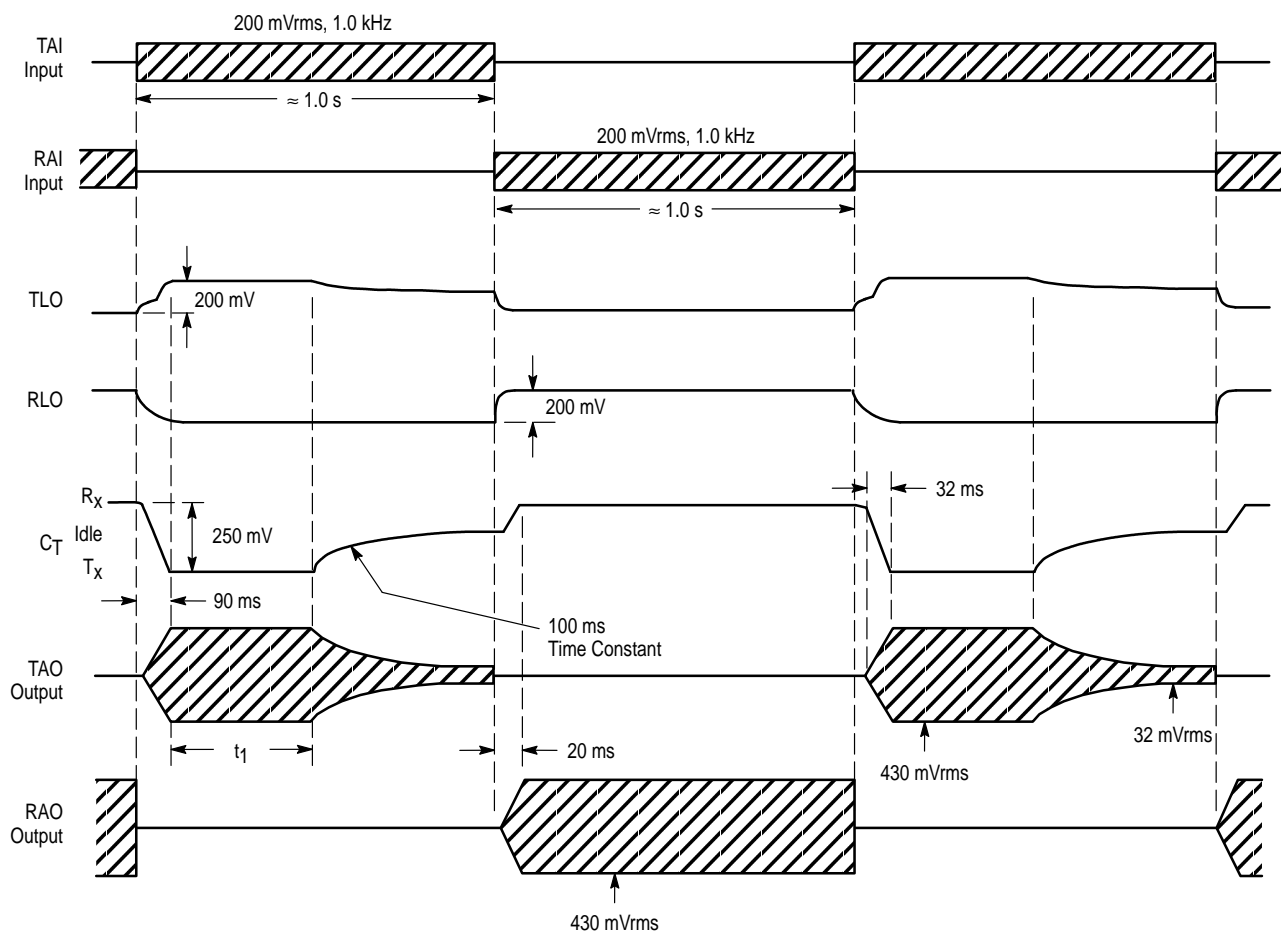 200 mVrms, 1.0 kHz
TAI
Input
≈ 1.0 s
200 mVrms, 1.0 kHz
RAI
Input
≈ 1.0 s
TLO
200 mV
RLO
200 mV
RX
32 ms
Idle
250 mV
CT
TX
90 ms
100 ms
Time Constant
TAO
Output
t1
20 ms
32 mVrms
430 mVrms
RAO
Output
430 mVrms